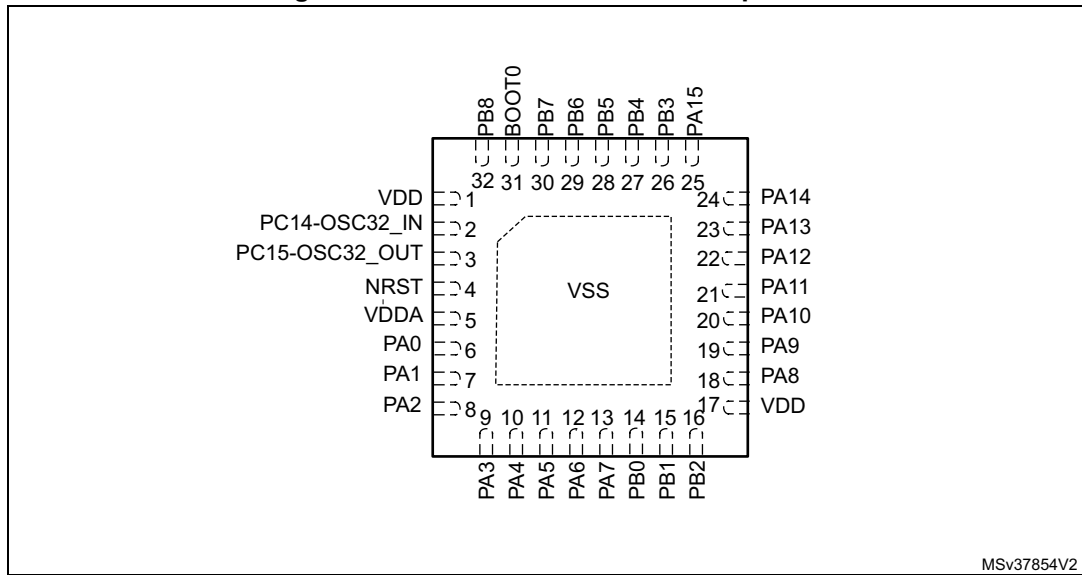 PB8
BOOT0
PB7
PB6
PB5
PB4
PB3
PA15
32 31 30 29 28 27 26 25
VDD 1
PC14-OSC32_IN 2
PC15-OSC32_OUT 3
NRST 4
VDDA 5
PA0 6
PA1 7
PA2 8
VSS
24 PA14
23 PA13
22 PA12
21 PA11
20 PA10
19 PA9
18 PA8
17 VDD
9 10 11 12 13 14 15 16
PA3
PA4
PA5
PA6
PA7
PB0
PB1
PB2
MSv37854V2